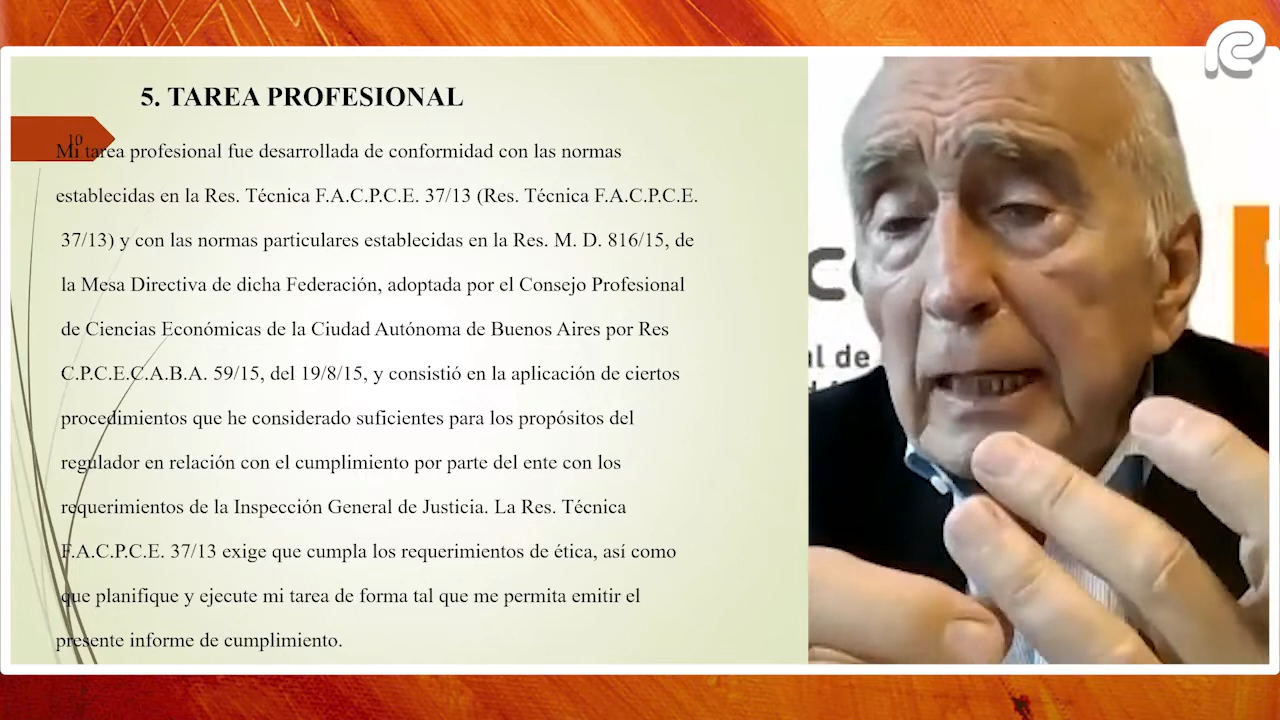 5. TAREA PROFESIONAL
10
Mi tarea profesional fue desarrollada de conformidad con las normas
establecidas en la Res. Técnica F.A.C.P.C.E. 37/13 (Res. Técnica F.A.C.P.C.E.
37/13) y con las normas particulares establecidas en la Res. M. D. 816/15, de
la Mesa Directiva de dicha Federación, adoptada por el Consejo Profesional
de Ciencias Económicas de la Ciudad Autónoma de Buenos Aires por Res
C.P.C.E.C.A.B.A. 59/15, del 19/8/15, y consistió en la aplicación de ciertos
procedimientos que he considerado suficientes para los propósitos del
regulador en relación con el cumplimiento por parte del ente con los
requerimientos de la Inspección General de Justicia. La Res. Técnica
F.A.C.P.C.E. 37/13 exige que cumpla los requerimientos de ética, así como
que planifique y ejecute mi tarea de forma tal que me permita emitir el
presente informe de cumplimiento.
al de